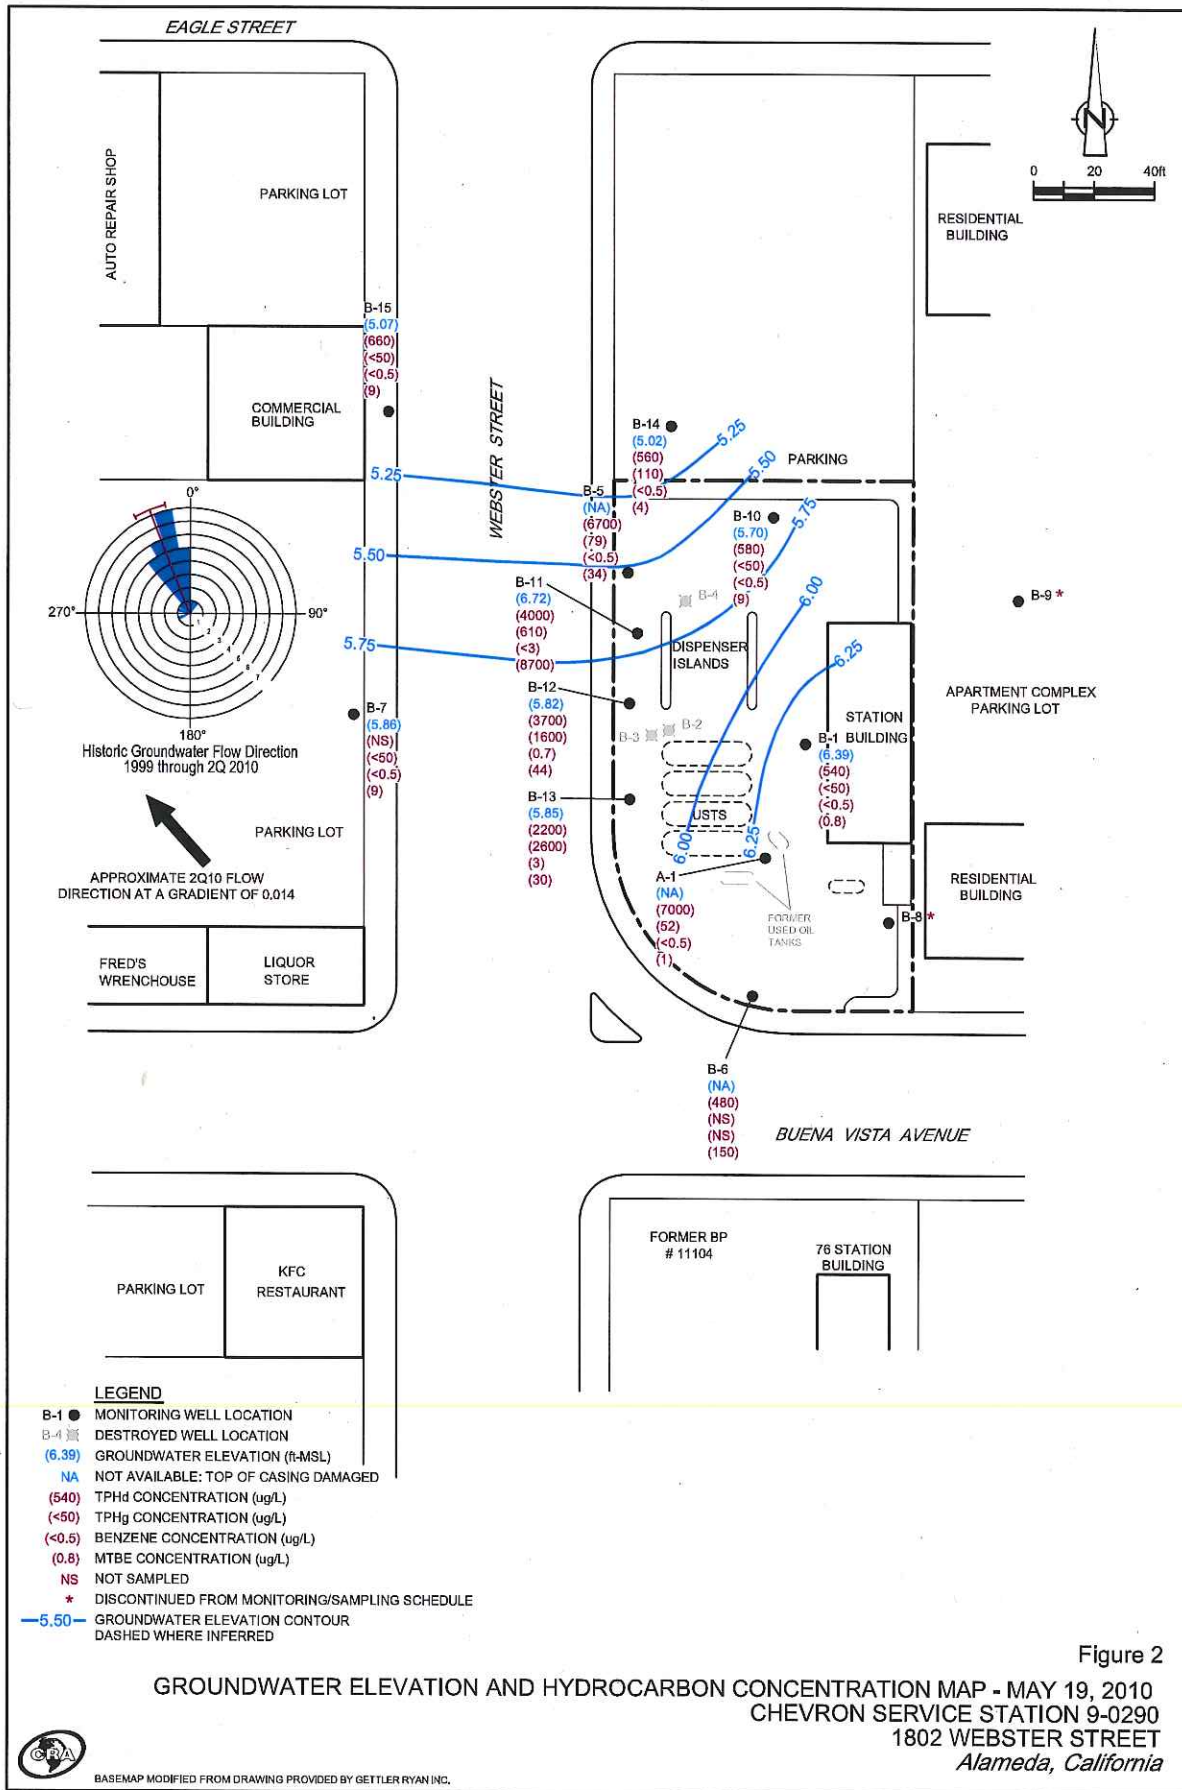 EAGLE STREET
N
0 20 40ft
AUTO REPAIR SHOP
PARKING LOT
RESIDENTIAL
BUILDING
B-15
(5.07)
(660)
(<50)
(<0.5)
(9)
COMMERCIAL
BUILDING
WEBSTER STREET
B-14
(5.02)
(560)
(110)
(<0.5)
(4)
5.25
5.50
PARKING
5.25
B-5
(NA)
(6700)
(79)
(<0.5)
(34)
B-10
(5.70)
(580)
(<50)
(<0.5)
(9)
5.75
0°
270°
90°
180°
1
2
3
4
5
6
7
Historic Groundwater Flow Direction
1999 through 2Q 2010
5.50
B-11
(6.72)
(4000)
(610)
(<3)
(8700)
B-4
6.00
B-9 *
5.75
DISPENSER
ISLANDS
6.25
B-7
(5.86)
(NS)
(<50)
(<0.5)
(9)
B-12
(5.82)
(3700)
(1600)
(0.7)
(44)
B-3
B-2
STATION
BUILDING
B-1
(6.39)
(540)
(<50)
(<0.5)
(0.8)
APARTMENT COMPLEX
PARKING LOT
B-13
(5.85)
(2200)
(2600)
(3)
(30)
USTS
6.00
6.25
PARKING LOT
APPROXIMATE 2Q10 FLOW
DIRECTION AT A GRADIENT OF 0.014
A-1
(NA)
(7000)
(52)
(<0.5)
(1)
FORMER
USED OIL
TANKS
B-8 *
RESIDENTIAL
BUILDING
FRED'S
WRENCHOUSE
LIQUOR
STORE
B-6
(NA)
(480)
(NS)
(NS)
(150)
BUENA VISTA AVENUE
PARKING LOT
KFC
RESTAURANT
FORMER BP
# 11104
76 STATION
BUILDING
LEGEND
B-1 MONITORING WELL LOCATION
B-4 DESTROYED WELL LOCATION
(6.39) GROUNDWATER ELEVATION (ft-MSL)
NA NOT AVAILABLE: TOP OF CASING DAMAGED
(540) TPHd CONCENTRATION (ug/L)
(<50) TPHg CONCENTRATION (ug/L)
(<0.5) BENZENE CONCENTRATION (ug/L)
(0.8) MTBE CONCENTRATION (ug/L)
NS NOT SAMPLED
* DISCONTINUED FROM MONITORING/SAMPLING SCHEDULE
5.50 GROUNDWATER ELEVATION CONTOUR
DASHED WHERE INFERRED
Figure 2
GROUNDWATER ELEVATION AND HYDROCARBON CONCENTRATION MAP - MAY 19, 2010
CHEVRON SERVICE STATION 9-0290
1802 WEBSTER STREET
Alameda, California
CRA
BASEMAP MODIFIED FROM DRAWING PROVIDED BY GETTLER RYAN INC.